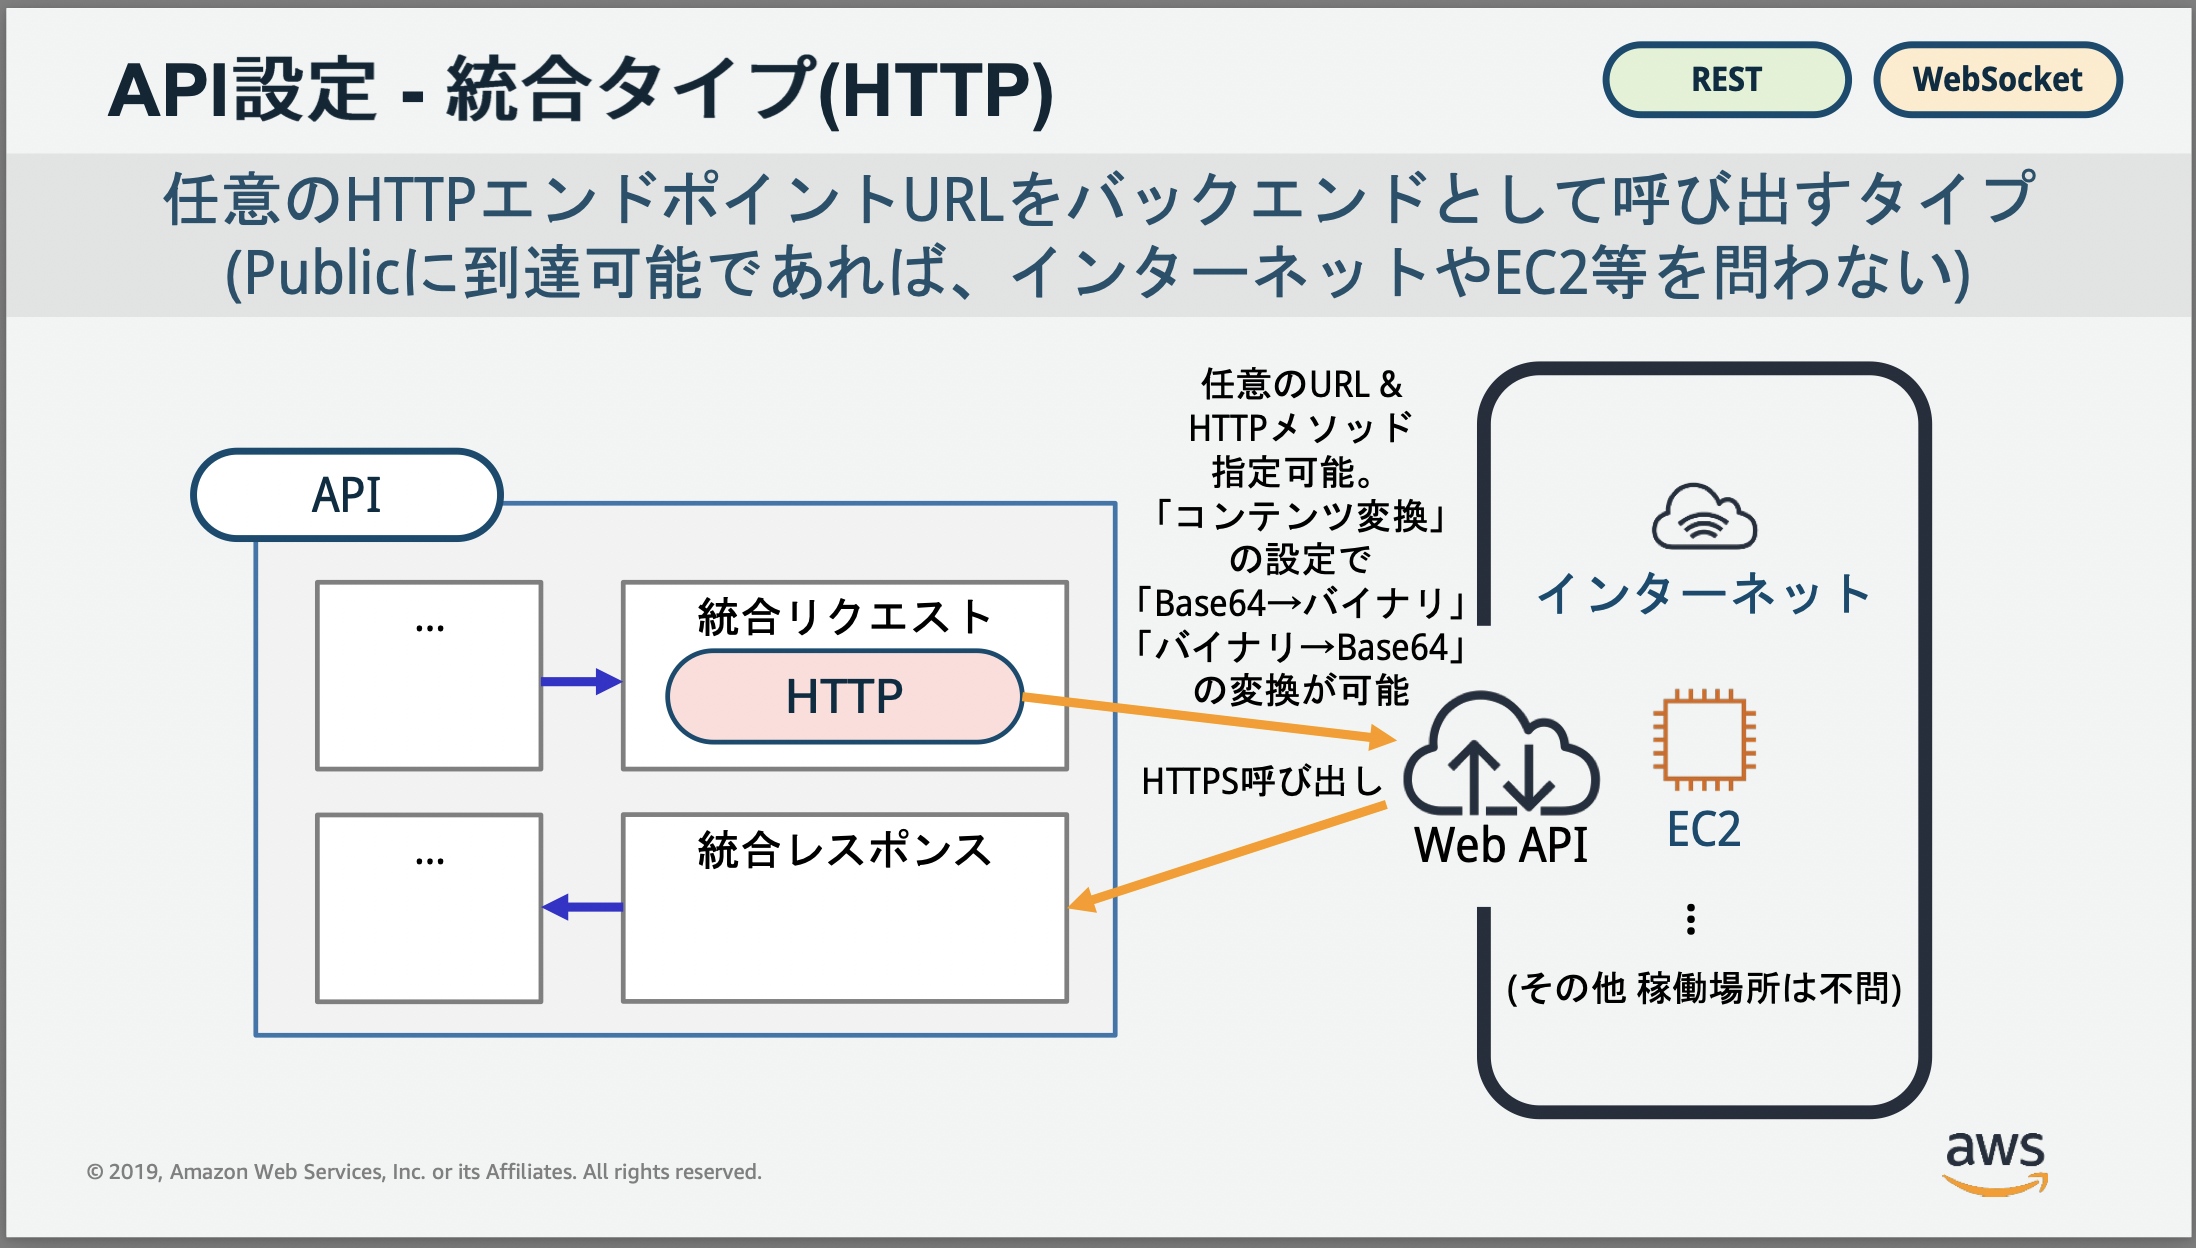 API設定 - 統合タイプ(HTTP)
REST
WebSocket
任意のHTTPエンドポイントURLをバックエンドとして呼び出すタイプ
(Publicに到達可能であれば、インターネットやEC2等を問わない)
API
...
統合リクエスト
HTTP
...
統合レスポンス
任意のURL &
HTTPメソッド
指定可能。
「コンテンツ変換」
の設定で
「Base64→バイナリ」
「バイナリ→Base64」
の変換が可能
HTTPS呼び出し
Web API
インターネット
EC2
⋮
(その他 稼働場所は不問)
© 2019, Amazon Web Services, Inc. or its Affiliates. All rights reserved.
aws